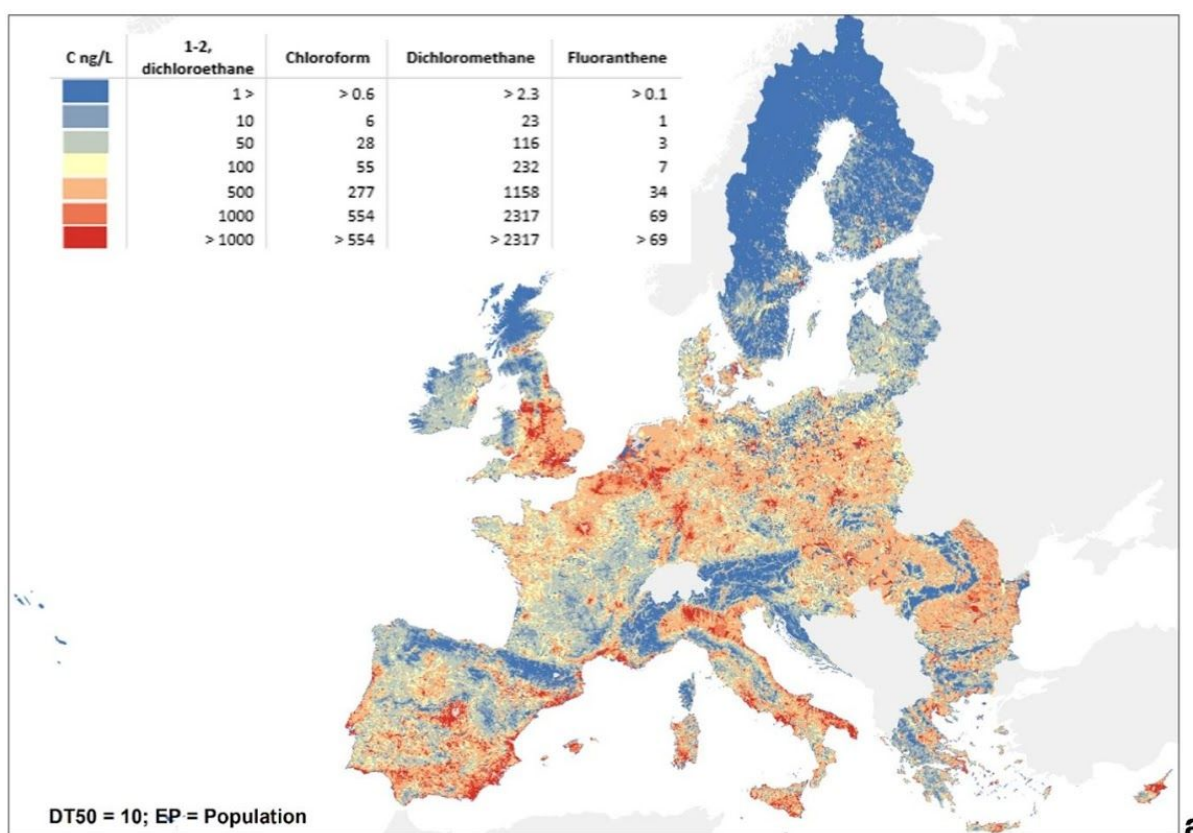 C ng/L 1-2, dichloroethane Chloroform Dichloromethane Fluoranthene
1 > > 0.6 > 2.3 > 0.1
10 6 23 1
50 28 116 3
100 55 232 7
500 277 1158 34
1000 554 2317 69
> 1000 > 554 > 2317 > 69
DT50 = 10; EP = Population
a